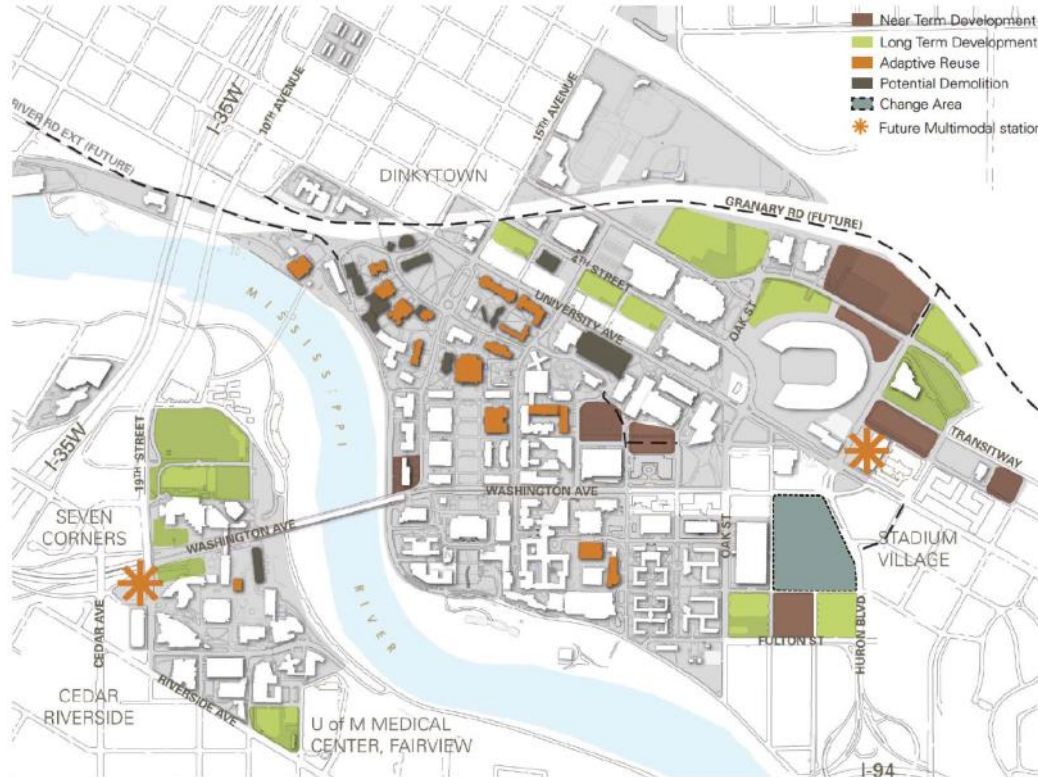 Near Term Development
Long Term Development
Adaptive Reuse
Potential Demolition
Change Area
Future Multimodal station
RIVER RD EXT (FUTURE)
I-35W
10TH AVENUE
15TH AVENUE
DINKYTOWN
GRANARY RD (FUTURE)
4TH STREET
UNIVERSITY AVE
OAK ST
MISSISSIPPI
I-35W
19TH STREET
TRANSITWAY
SEVEN
CORNERS
WASHINGTON AVE
WASHINGTON AVE
OAK ST
STADIUM
VILLAGE
RIVER
CEDAR AVE
FULTON ST
HURON BLVD
CEDAR
RIVERSIDE
RIVERSIDE AVE
U of M MEDICAL
CENTER, FAIRVIEW
I-94